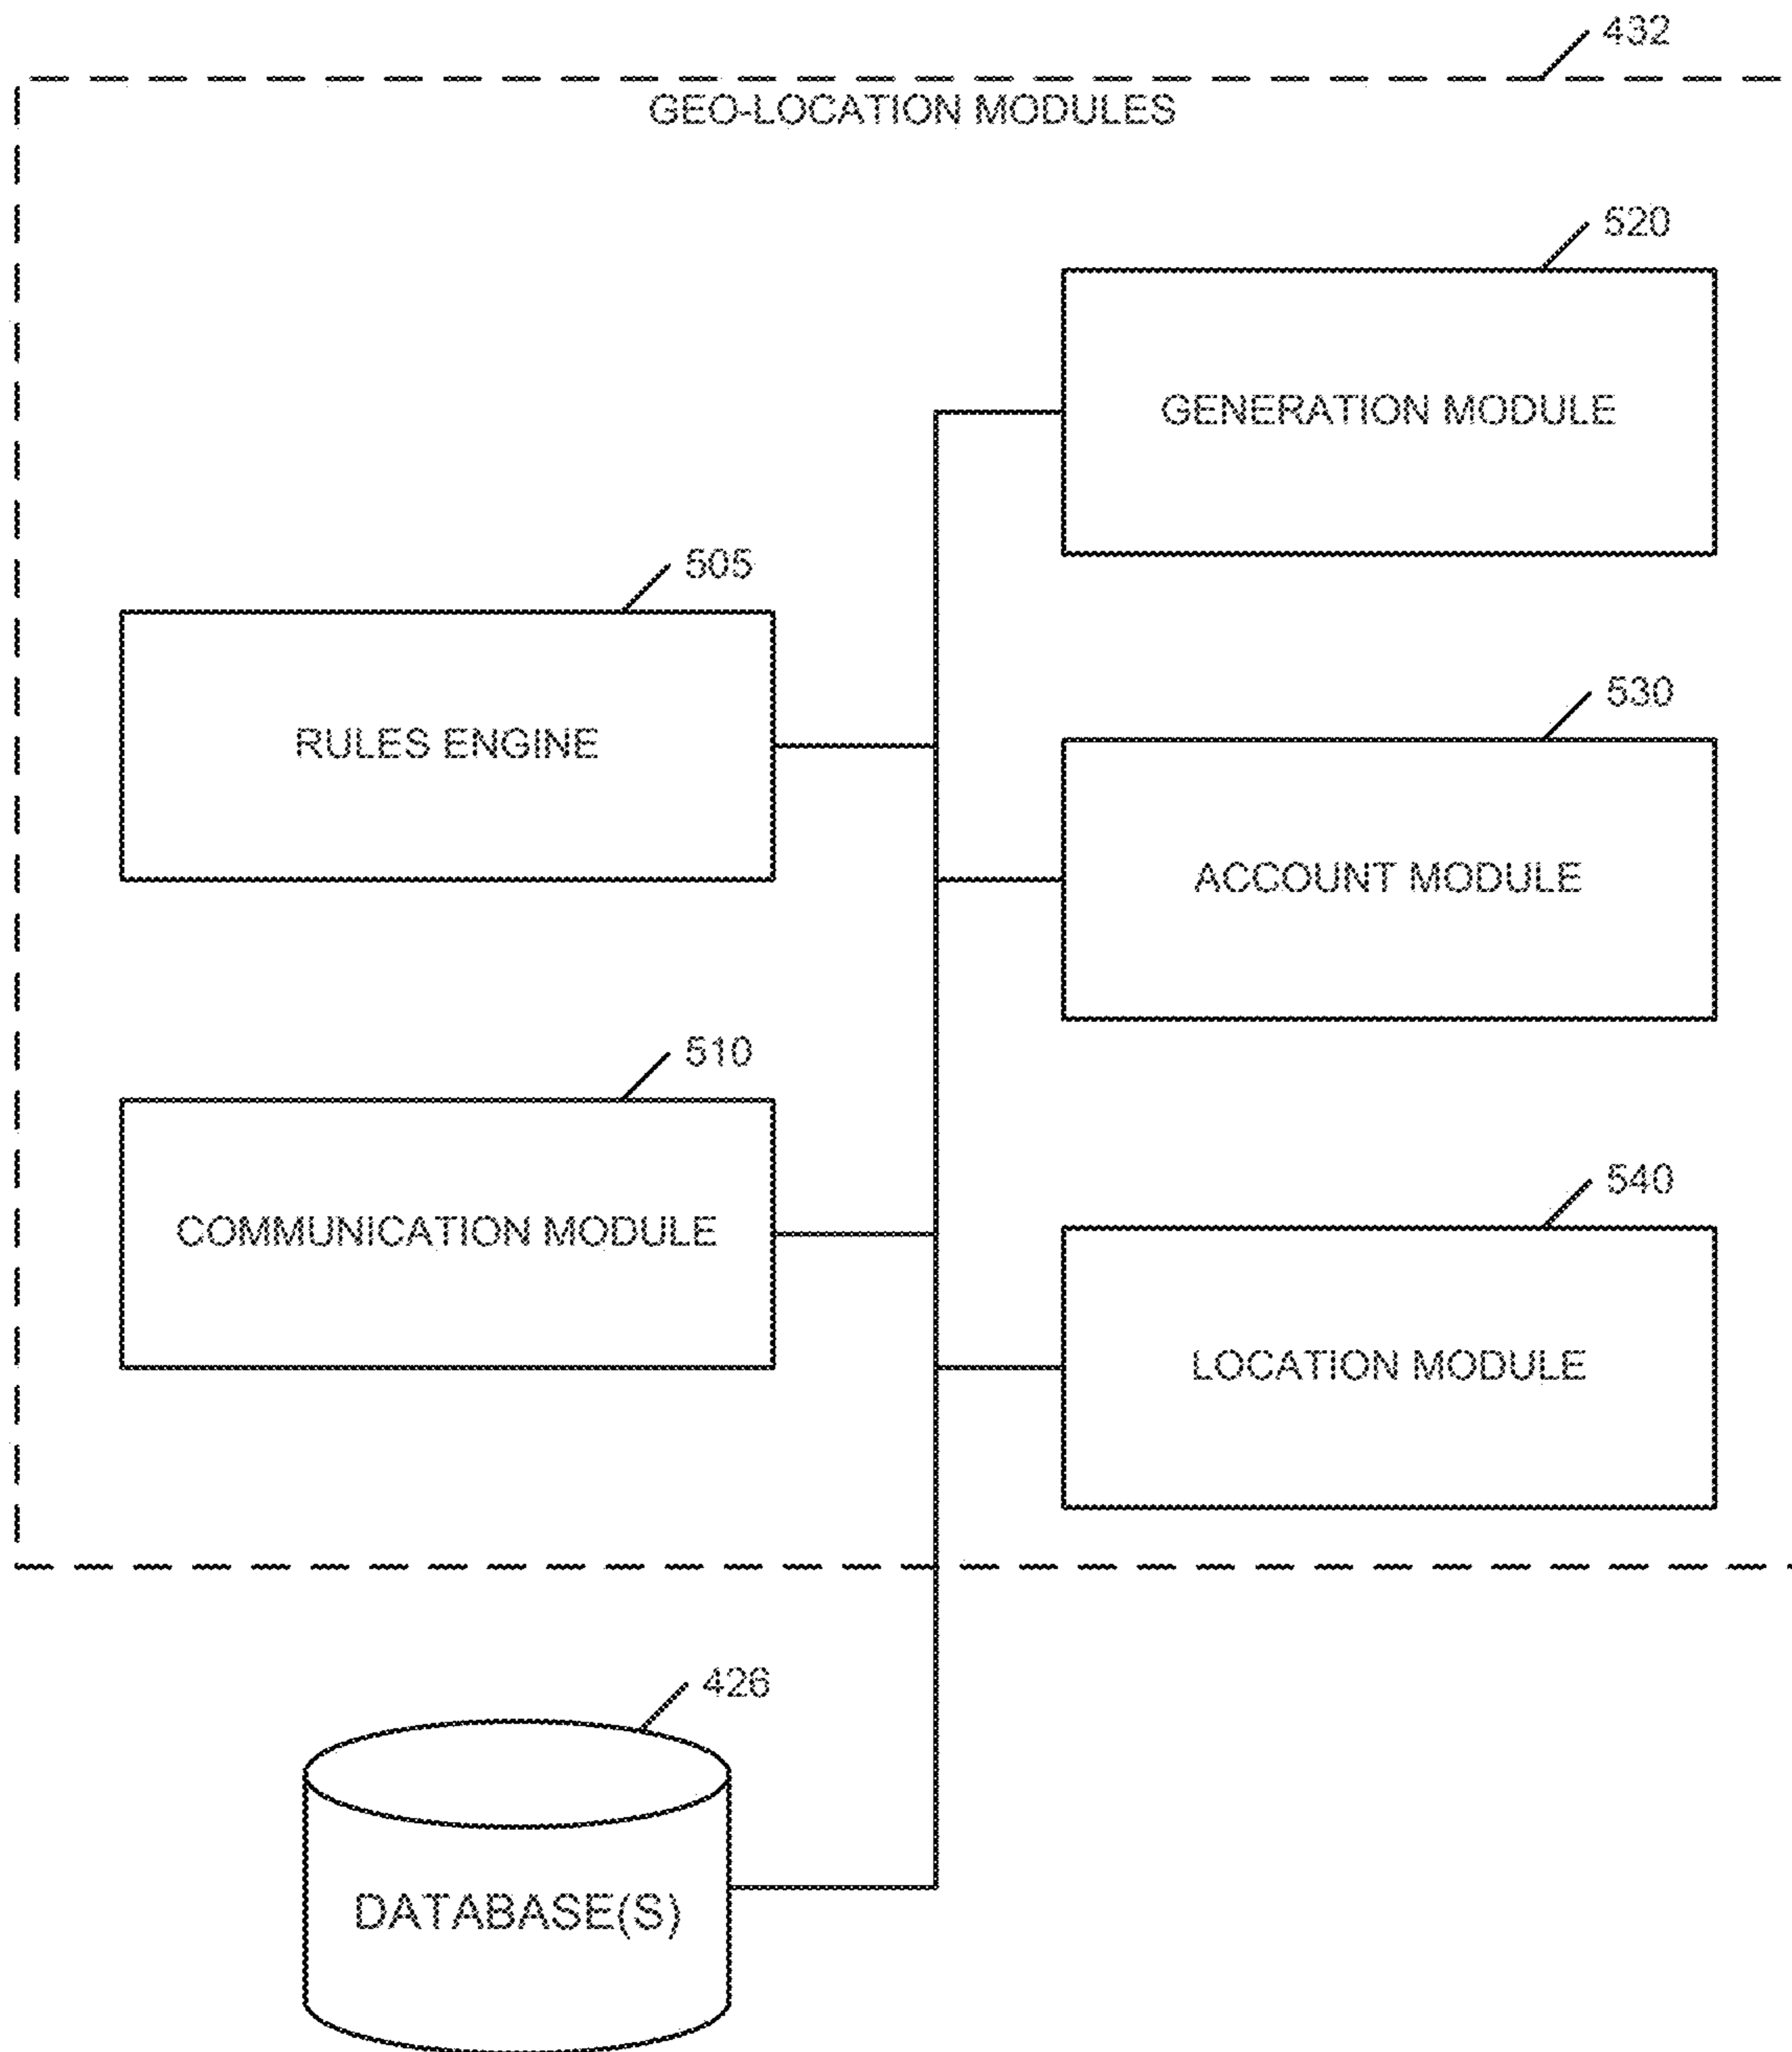 432
GEO-LOCATION MODULES
520
GENERATION MODULE
505
RULES ENGINE
530
ACCOUNT MODULE
510
COMMUNICATION MODULE
540
LOCATION MODULE
426
DATABASE(S)